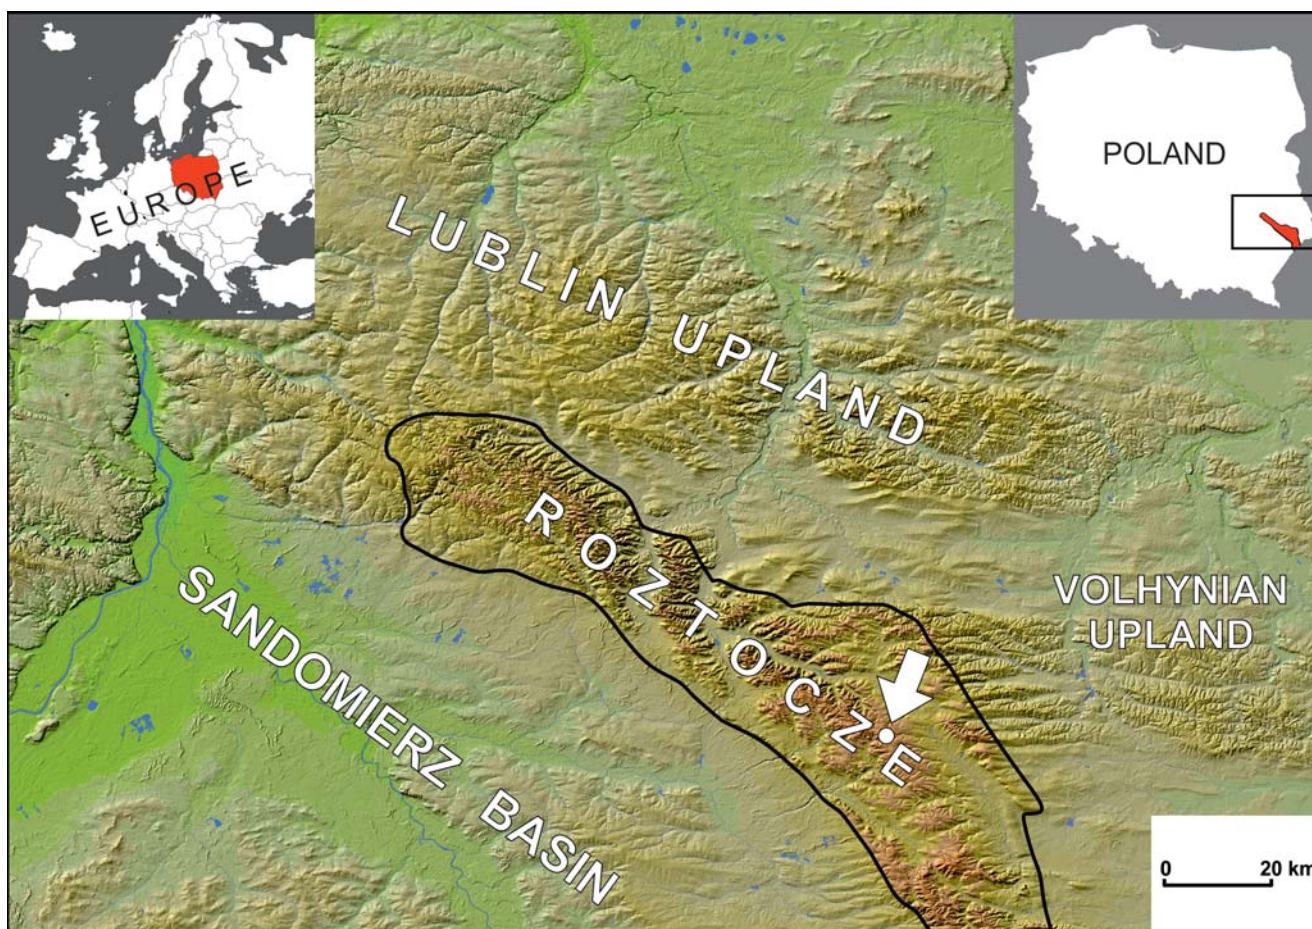 EUROPE
POLAND
LUBLIN UPLAND
ROZTOCZE
SANDOMIERZ BASIN
VOLHYNIAN
UPLAND
0 20 km